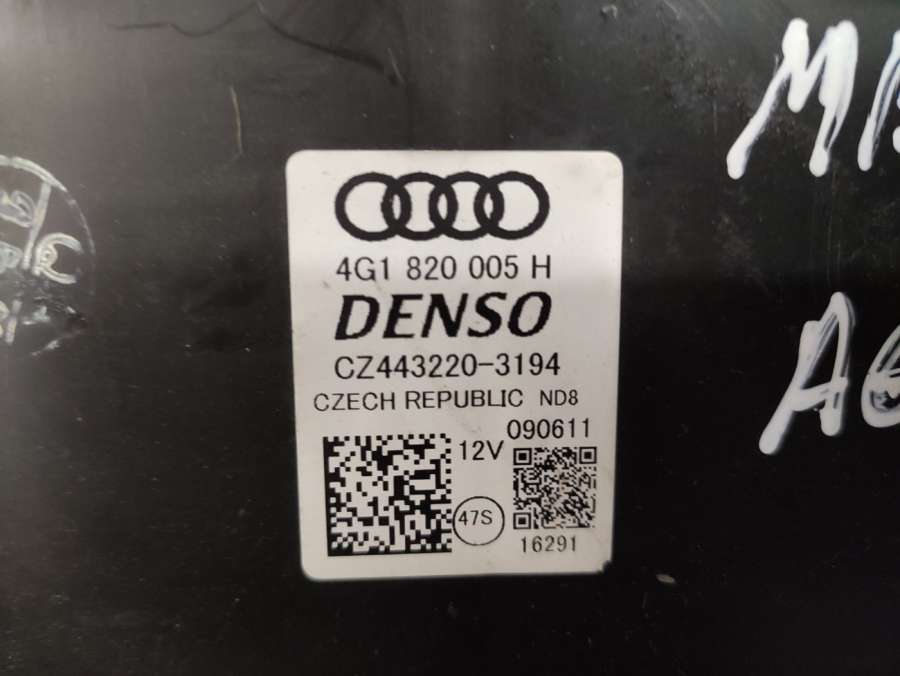 4G1 820 005 H
DENSO
CZ443220-3194
CZECH REPUBLIC ND8
090611
12V
47S
16291